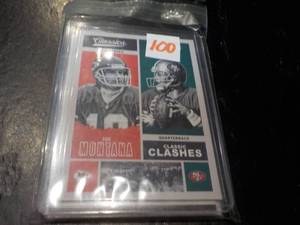 CLASSICS
100
JOE
MONTANA
QUARTERBACK
CLASSIC
CLASHES